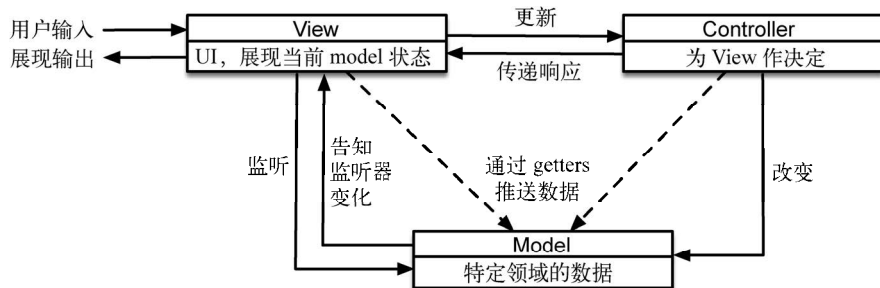 View
Controller
用户输入
更新
展现输出
UI，展现当前 model 状态
为 View 作决定
传递响应
监听
告知
监听器
变化
通过 getters
推送数据
改变
Model
特定领域的数据